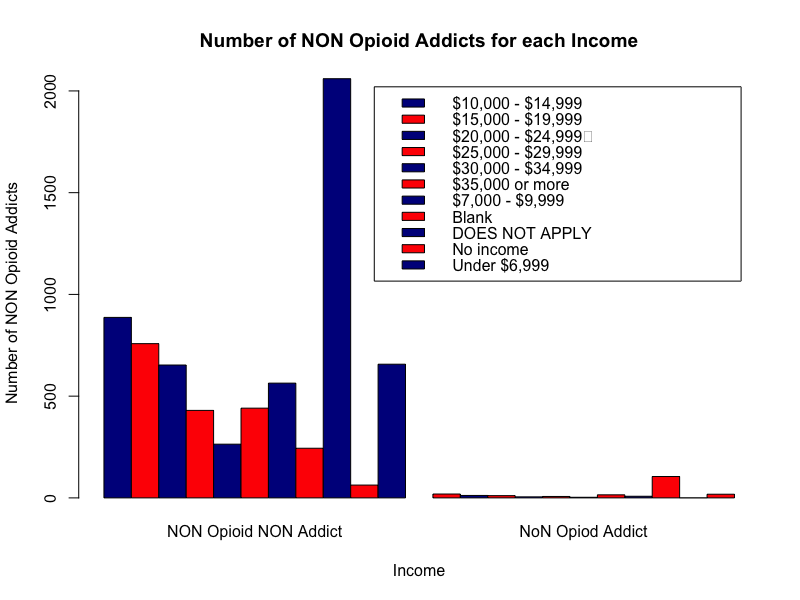 Number of NON Opioid Addicts for each Income
$10,000 - $14,999
$15,000 - $19,999
$20,000 - $24,999
$25,000 - $29,999
$30,000 - $34,999
$35,000 or more
$7,000 - $9,999
Blank
DOES NOT APPLY
No income
Under $6,999
Number of NON Opioid Addicts
2000
1500
1000
500
0
NON Opioid NON Addict
NoN Opiod Addict
Income